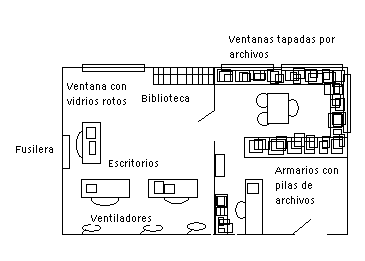 Ventanas tapadas por
archivos
Ventana con
vidrios rotos
Biblioteca
Fusilera
Escritorios
Armarios con
pilas de
archivos
Ventiladores